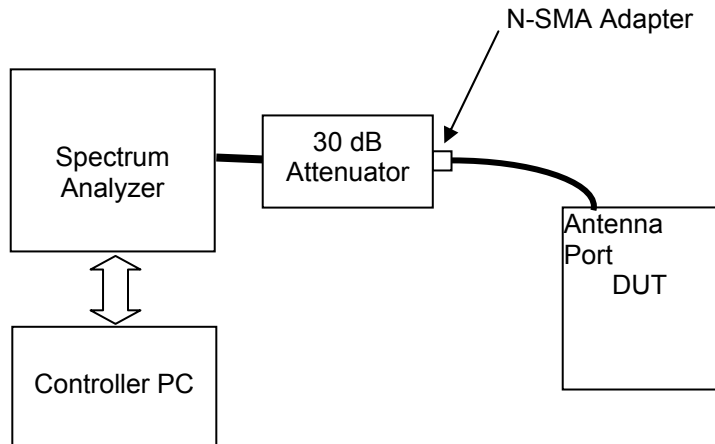 N-SMA Adapter
Spectrum
Analyzer
30 dB
Attenuator
Antenna
Port
DUT
Controller PC